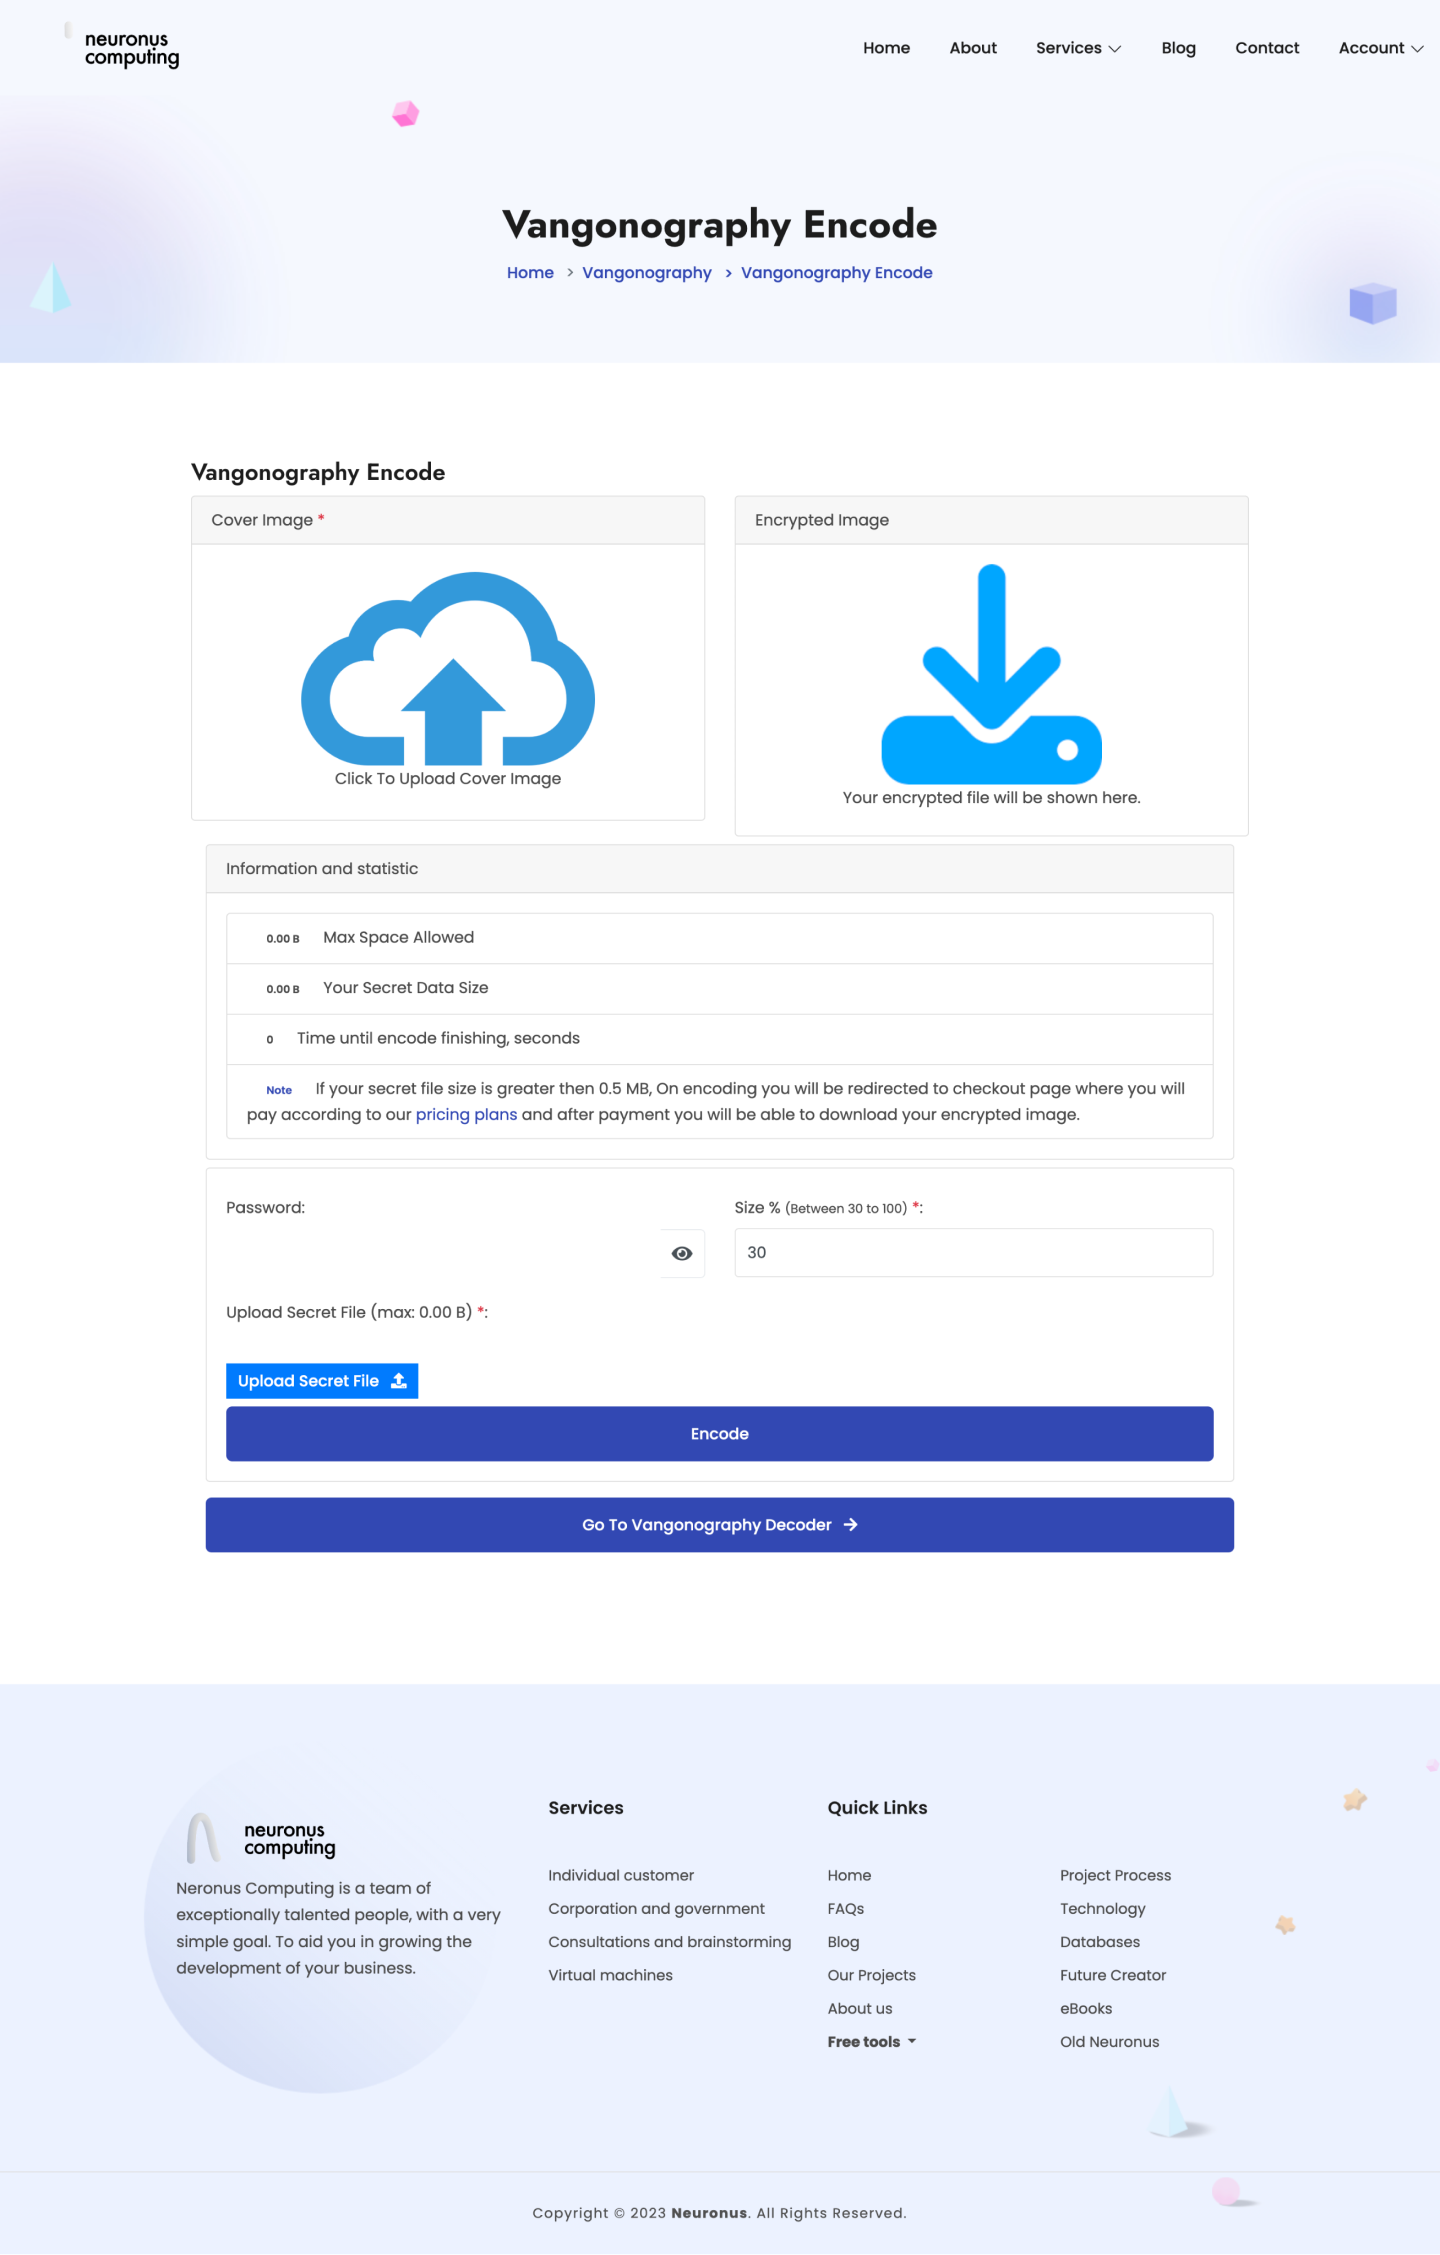 neuronus
computing
Home About Services Blog Contact Account
Vangonography Encode
Home > Vangonography > Vangonography Encode
Vangonography Encode
Cover Image *
Click To Upload Cover Image
Encrypted Image
Your encrypted file will be shown here.
Information and statistic
0.00 B Max Space Allowed
0.00 B Your Secret Data Size
0 Time until encode finishing, seconds
Note If your secret file size is greater then 0.5 MB, On encoding you will be redirected to checkout page where you will
pay according to our pricing plans and after payment you will be able to download your encrypted image.
Password:
Size % (Between 30 to 100) *:
30
Upload Secret File (max: 0.00 B) *:
Upload Secret File
Encode
Go To Vangonography Decoder
neuronus
computing
Neronus Computing is a team of
exceptionally talented people, with a very
simple goal. To aid you in growing the
development of your business.
Services
Individual customer
Corporation and government
Consultations and brainstorming
Virtual machines
Quick Links
Home
FAQs
Blog
Our Projects
About us
Free tools
Project Process
Technology
Databases
Future Creator
eBooks
Old Neuronus
Copyright © 2023 Neuronus. All Rights Reserved.